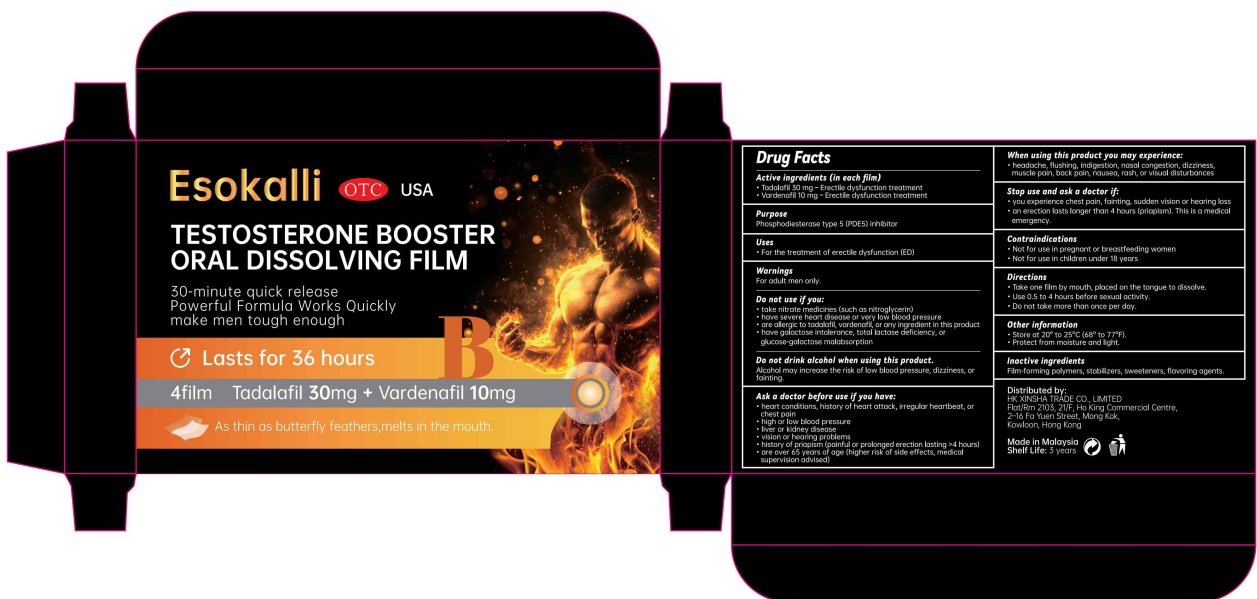 Esokalli OTC USA
TESTOSTERONE BOOSTER
ORAL DISSOLVING FILM
30-minute quick release
Powerful Formula Works Quickly
make men tough enough
Lasts for 36 hours
B
4film Tadalafil 30mg + Vardenafil 10mg
As thin as butterfly feathers,melts in the mouth.
Drug Facts
Active ingredients (in each film)
• Tadalafil 30 mg – Erectile dysfunction treatment
• Vardenafil 10 mg – Erectile dysfunction treatment
Purpose
Phosphodiesterase type 5 (PDE5) inhibitor
Uses
• For the treatment of erectile dysfunction (ED)
Warnings
For adult men only.
Do not use if you:
• take nitrate medicines (such as nitroglycerin)
• have severe heart disease or very low blood pressure
• are allergic to tadalafil, vardenafil, or any ingredient in this product
• have galactose intolerance, total lactase deficiency, or
glucose-galactose malabsorption
Do not drink alcohol when using this product.
Alcohol may increase the risk of low blood pressure, dizziness, or
fainting.
Ask a doctor before use if you have:
• heart conditions, history of heart attack, irregular heartbeat, or
chest pain
• high or low blood pressure
• liver or kidney disease
• vision or hearing problems
• history of priapism (painful or prolonged erection lasting >4 hours)
• are over 65 years of age (higher risk of side effects, medical
supervision advised)
When using this product you may experience:
• headache, flushing, indigestion, nasal congestion, dizziness,
muscle pain, back pain, nausea, rash, or visual disturbances
Stop use and ask a doctor if:
• you experience chest pain, fainting, sudden vision or hearing loss
• an erection lasts longer than 4 hours (priapism). This is a medical
emergency.
Contraindications
• Not for use in pregnant or breastfeeding women
• Not for use in children under 18 years
Directions
• Take one film by mouth, placed on the tongue to dissolve.
• Use 0.5 to 4 hours before sexual activity.
• Do not take more than once per day.
Other information
• Store at 20° to 25°C (68° to 77°F).
• Protect from moisture and light.
Inactive ingredients
Film-forming polymers, stabilizers, sweeteners, flavoring agents.
Distributed by:
HK XINSHA TRADE CO., LIMITED
Flat/Rm 2103, 21/F, Ho King Commercial Centre,
2–16 Fa Yuen Street, Mong Kok,
Kowloon, Hong Kong
Made in Malaysia
Shelf Life: 3 years